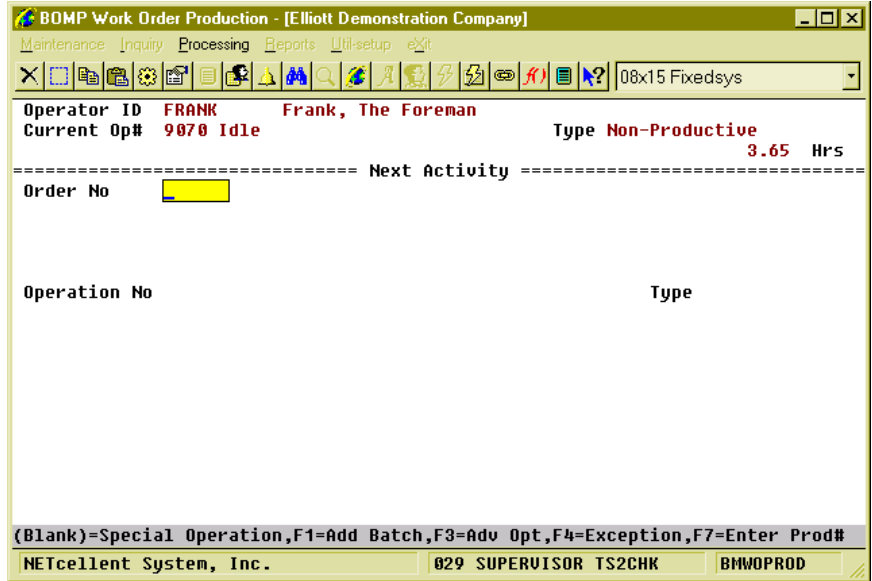 BOMP Work Order Production - [Elliott Demonstration Company]
Maintenance Inquiry Processing Reports Util-setup eXit
08x15 Fixedsys
Operator ID FRANK Frank, The Foreman
Current Op# 9070 Idle Type Non-Productive
3.65 Hrs
================================ Next Activity ================================
Order No
Operation No Type
(Blank)=Special Operation,F1=Add Batch,F3=Adv Opt,F4=Exception,F7=Enter Prod#
NETcellent System, Inc. 029 SUPERVISOR TS2CHK BMWOPROD